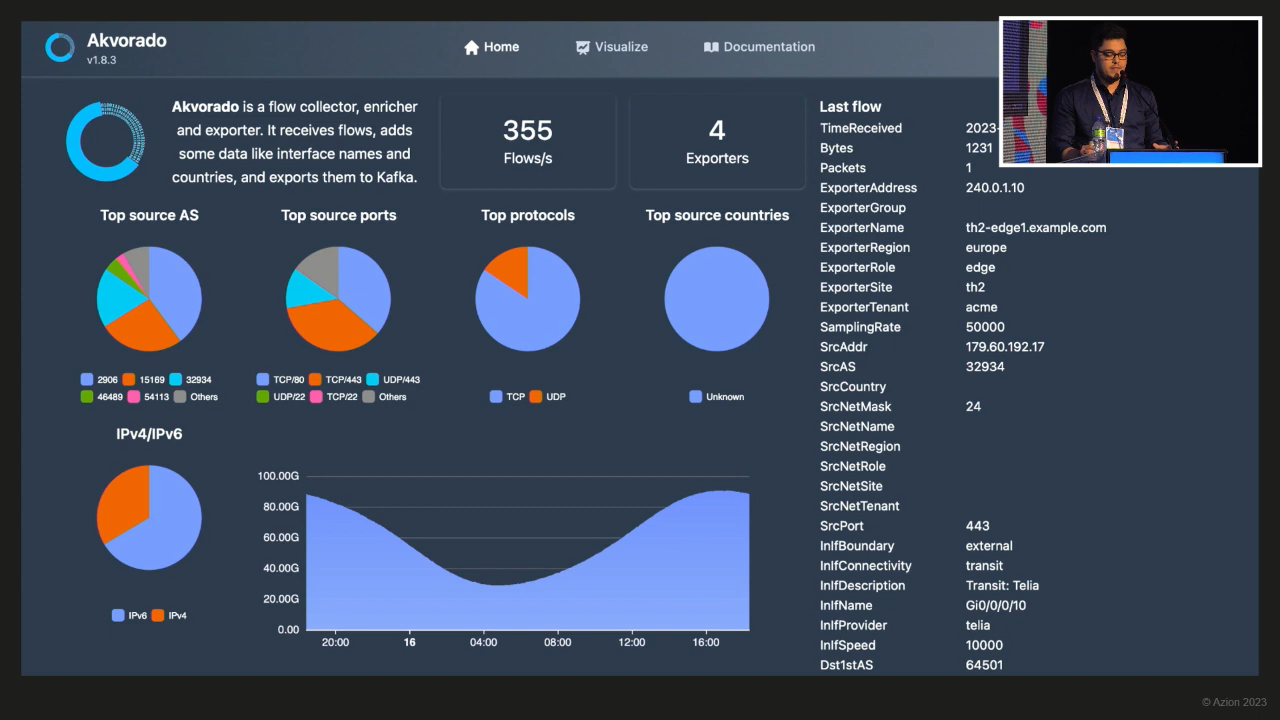 Akvorado
v1.8.3
Home
Visualize
Documentation
Akvorado is a flow collector, enricher
and exporter. It receives flows, adds
some data like interface names and
countries, and exports them to Kafka.
355
Flows/s
4
Exporters
Top source AS
2906 15169 32934
46489 54113 Others
Top source ports
TCP/80 TCP/443 UDP/443
UDP/22 TCP/22 Others
Top protocols
TCP UDP
Top source countries
Unknown
IPv4/IPv6
IPv6 IPv4
100.00G
80.00G
60.00G
40.00G
20.00G
0.00
20:00 16 04:00 08:00 12:00 16:00
Last flow
TimeReceived 2023-
Bytes 1231
Packets 1
ExporterAddress 240.0.1.10
ExporterGroup
ExporterName th2-edge1.example.com
ExporterRegion europe
ExporterRole edge
ExporterSite th2
ExporterTenant acme
SamplingRate 50000
SrcAddr 179.60.192.17
SrcAS 32934
SrcCountry
SrcNetMask 24
SrcNetName
SrcNetRegion
SrcNetRole
SrcNetSite
SrcNetTenant
SrcPort 443
InIfBoundary external
InIfConnectivity transit
InIfDescription Transit: Telia
InIfName Gi0/0/0/10
InIfProvider telia
InIfSpeed 10000
Dst1stAS 64501
© Azion 2023